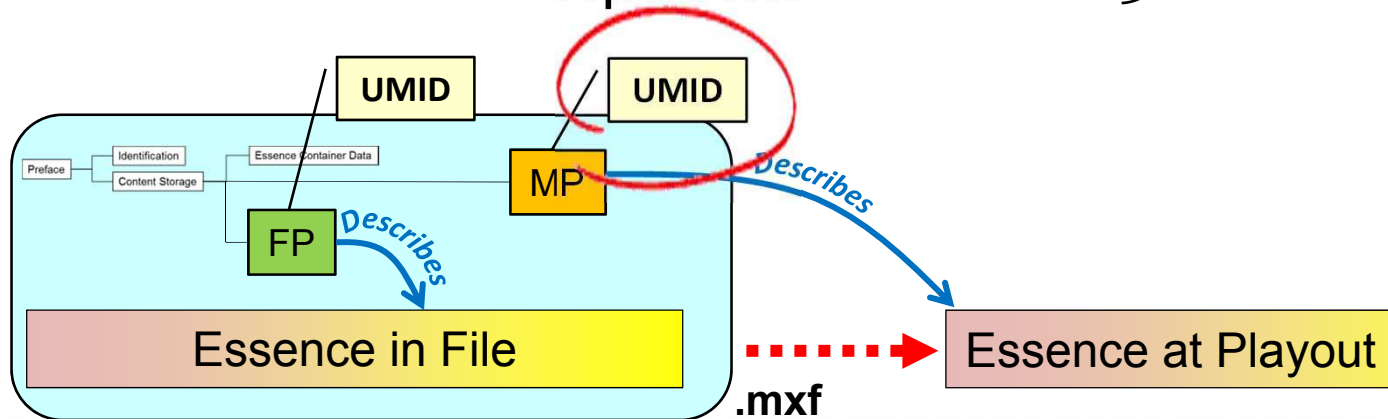 UMID
UMID
Identification
Essence Container Data
Preface
Content Storage
MP
Describes
FP
Describes
Essence in File
Essence at Playout
.mxf